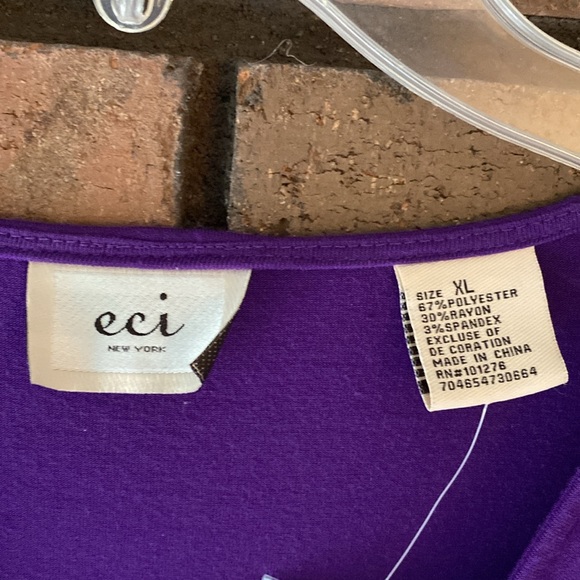 eci
NEW YORK
SIZE XL
67%POLYESTER
30%RAYON
3%SPANDEX
EXCLUSE OF
DE CORATION
MADE IN CHINA
RN#101276
704654730664